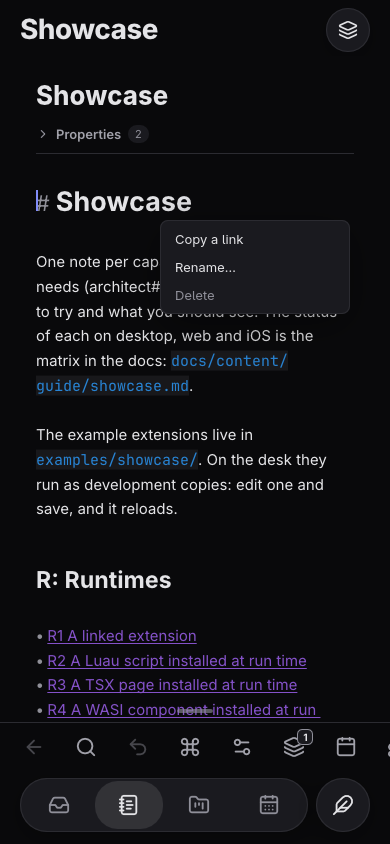 Showcase
Showcase
Properties 2
# Showcase
Copy a link
Rename…
Delete
One note per cap
needs (architect#
to try and what you should see. The status
of each on desktop, web and iOS is the
matrix in the docs: docs/content/
guide/showcase.md.
The example extensions live in
examples/showcase/. On the desk they
run as development copies: edit one and
save, and it reloads.
R: Runtimes
• R1 A linked extension
• R2 A Luau script installed at run time
• R3 A TSX page installed at run time
• R4 A WASI component installed at run
1